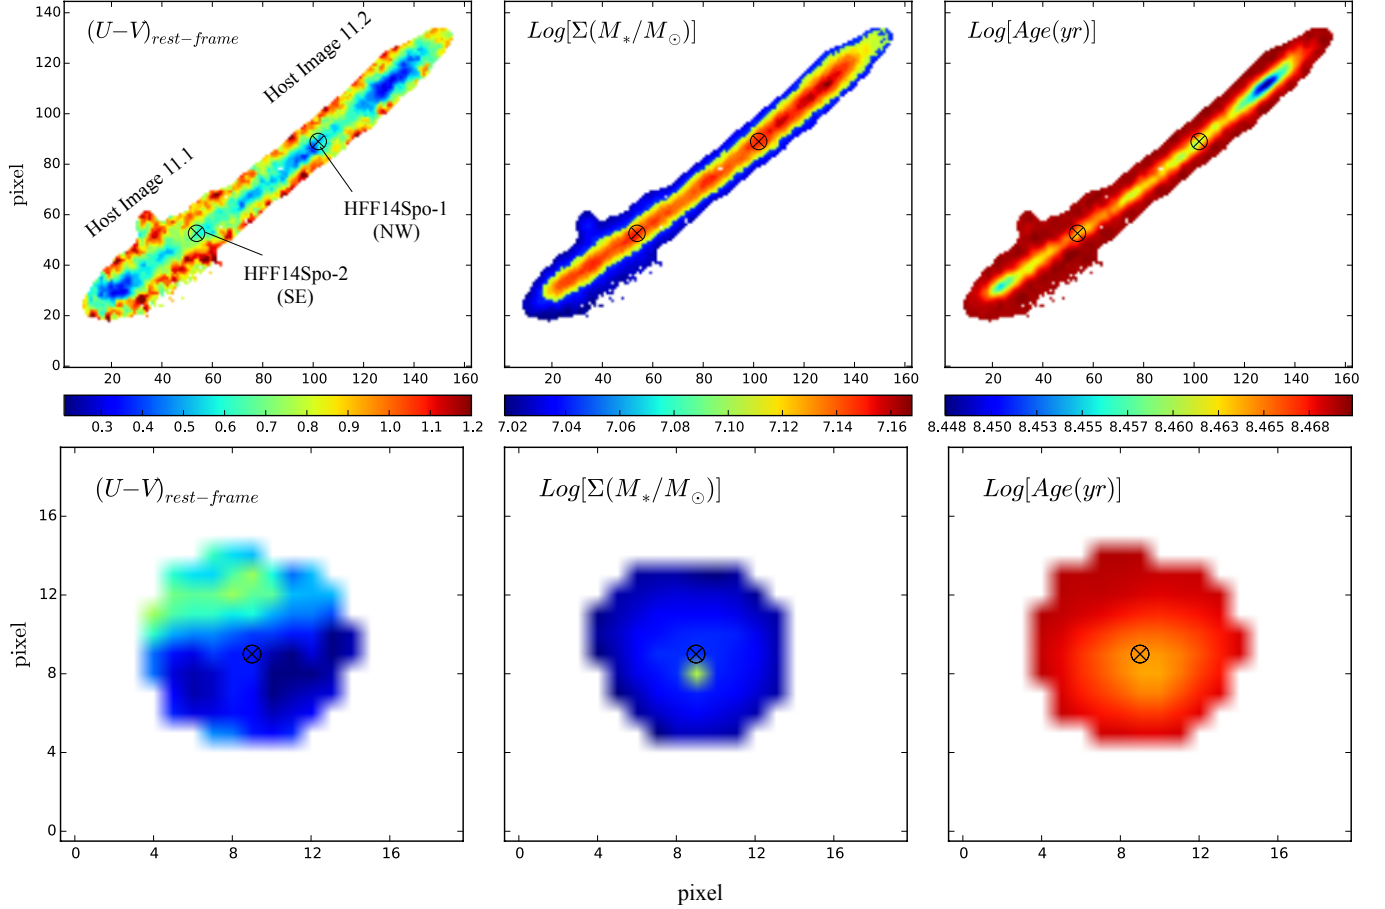 (U−V)rest−frame
Log[Σ(M*/M⊙)]
Log[Age(yr)]
Host Image 11.2
Host Image 11.1
HFF14Spo-1
(NW)
HFF14Spo-2
(SE)
pixel
140
120
100
80
60
40
20
0
20 40 60 80 100 120 140 160
20 40 60 80 100 120 140 160
20 40 60 80 100 120 140 160
0.3 0.4 0.5 0.6 0.7 0.8 0.9 1.0 1.1 1.2
7.02 7.04 7.06 7.08 7.10 7.12 7.14 7.16
8.448 8.450 8.453 8.455 8.457 8.460 8.463 8.465 8.468
(U−V)rest−frame
Log[Σ(M*/M⊙)]
Log[Age(yr)]
pixel
16
12
8
4
0
0 4 8 12 16
0 4 8 12 16
0 4 8 12 16
pixel